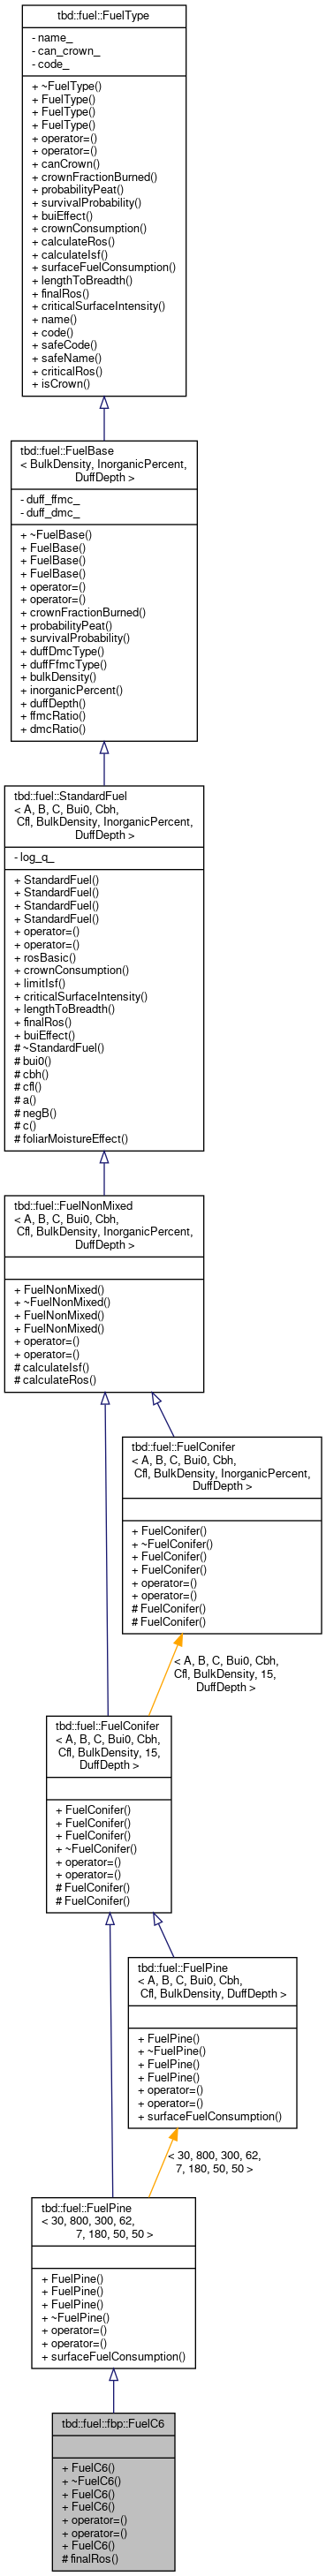 tbd::fuel::FuelType
- name_
- can_crown_
- code_
+ ~FuelType()
+ FuelType()
+ FuelType()
+ FuelType()
+ operator=()
+ operator=()
+ canCrown()
+ crownFractionBurned()
+ probabilityPeat()
+ survivalProbability()
+ buiEffect()
+ crownConsumption()
+ calculateRos()
+ calculateIsf()
+ surfaceFuelConsumption()
+ lengthToBreadth()
+ finalRos()
+ criticalSurfaceIntensity()
+ name()
+ code()
+ safeCode()
+ safeName()
+ criticalRos()
+ isCrown()
tbd::fuel::FuelBase
< BulkDensity, InorganicPercent,
DuffDepth >
- duff_ffmc_
- duff_dmc_
+ ~FuelBase()
+ FuelBase()
+ FuelBase()
+ FuelBase()
+ operator=()
+ operator=()
+ crownFractionBurned()
+ probabilityPeat()
+ survivalProbability()
+ duffDmcType()
+ duffFfmcType()
+ bulkDensity()
+ inorganicPercent()
+ duffDepth()
+ ffmcRatio()
+ dmcRatio()
tbd::fuel::StandardFuel
< A, B, C, Bui0, Cbh,
Cfl, BulkDensity, InorganicPercent,
DuffDepth >
- log_q_
+ StandardFuel()
+ StandardFuel()
+ StandardFuel()
+ StandardFuel()
+ operator=()
+ operator=()
+ rosBasic()
+ crownConsumption()
+ limitIsf()
+ criticalSurfaceIntensity()
+ lengthToBreadth()
+ finalRos()
+ buiEffect()
# ~StandardFuel()
# bui0()
# cbh()
# cfl()
# a()
# negB()
# c()
# foliarMoistureEffect()
tbd::fuel::FuelNonMixed
< A, B, C, Bui0, Cbh,
Cfl, BulkDensity, InorganicPercent,
DuffDepth >
+ FuelNonMixed()
+ ~FuelNonMixed()
+ FuelNonMixed()
+ FuelNonMixed()
+ operator=()
+ operator=()
# calculateIsf()
# calculateRos()
tbd::fuel::FuelConifer
< A, B, C, Bui0, Cbh,
Cfl, BulkDensity, InorganicPercent,
DuffDepth >
+ FuelConifer()
+ ~FuelConifer()
+ FuelConifer()
+ FuelConifer()
+ operator=()
+ operator=()
# FuelConifer()
# FuelConifer()
< A, B, C, Bui0, Cbh,
Cfl, BulkDensity, 15,
DuffDepth >
tbd::fuel::FuelConifer
< A, B, C, Bui0, Cbh,
Cfl, BulkDensity, 15,
DuffDepth >
+ FuelConifer()
+ FuelConifer()
+ FuelConifer()
+ ~FuelConifer()
+ operator=()
+ operator=()
# FuelConifer()
# FuelConifer()
tbd::fuel::FuelPine
< A, B, C, Bui0, Cbh,
Cfl, BulkDensity, DuffDepth >
+ FuelPine()
+ ~FuelPine()
+ FuelPine()
+ FuelPine()
+ operator=()
+ operator=()
+ surfaceFuelConsumption()
< 30, 800, 300, 62,
7, 180, 50, 50 >
tbd::fuel::FuelPine
< 30, 800, 300, 62,
7, 180, 50, 50 >
+ FuelPine()
+ FuelPine()
+ FuelPine()
+ ~FuelPine()
+ operator=()
+ operator=()
+ surfaceFuelConsumption()
tbd::fuel::fbp::FuelC6
+ FuelC6()
+ ~FuelC6()
+ FuelC6()
+ FuelC6()
+ operator=()
+ operator=()
+ FuelC6()
# finalRos()